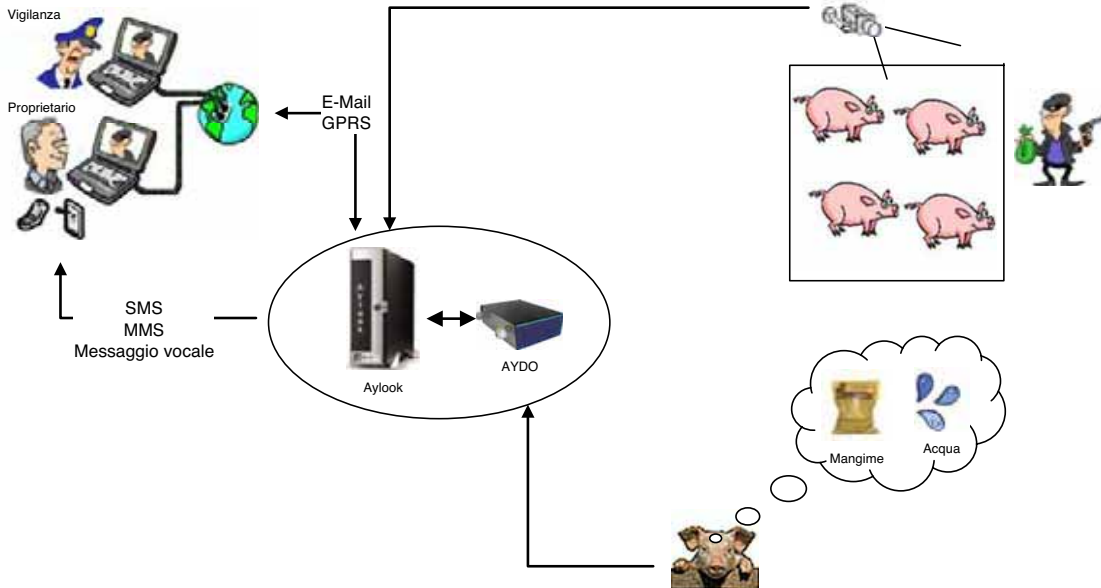 Vigilanza
Proprietario
E-Mail
GPRS
SMS
MMS
Messaggio vocale
Aylook
AYDO
Mangime
Acqua